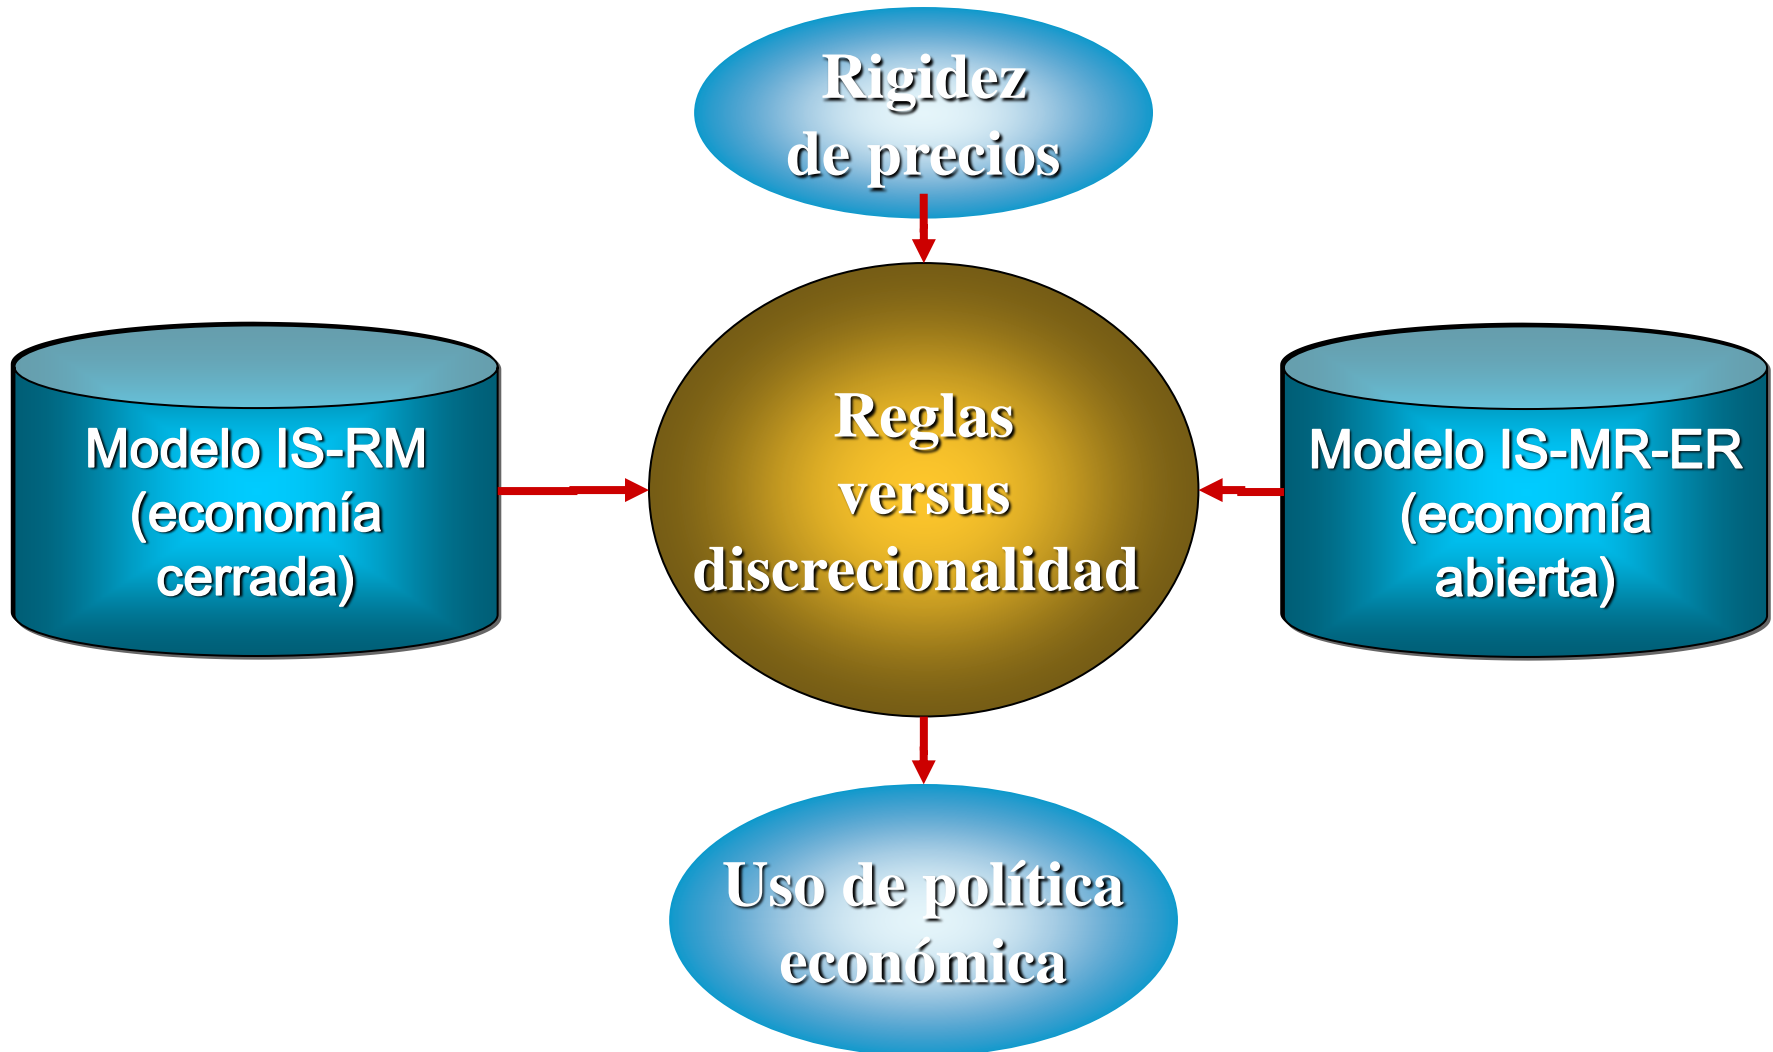 Rigidez
de precios
Modelo IS-RM
(economía
cerrada)
Reglas
versus
discrecionalidad
Modelo IS-MR-ER
(economía
abierta)
Uso de política
económica